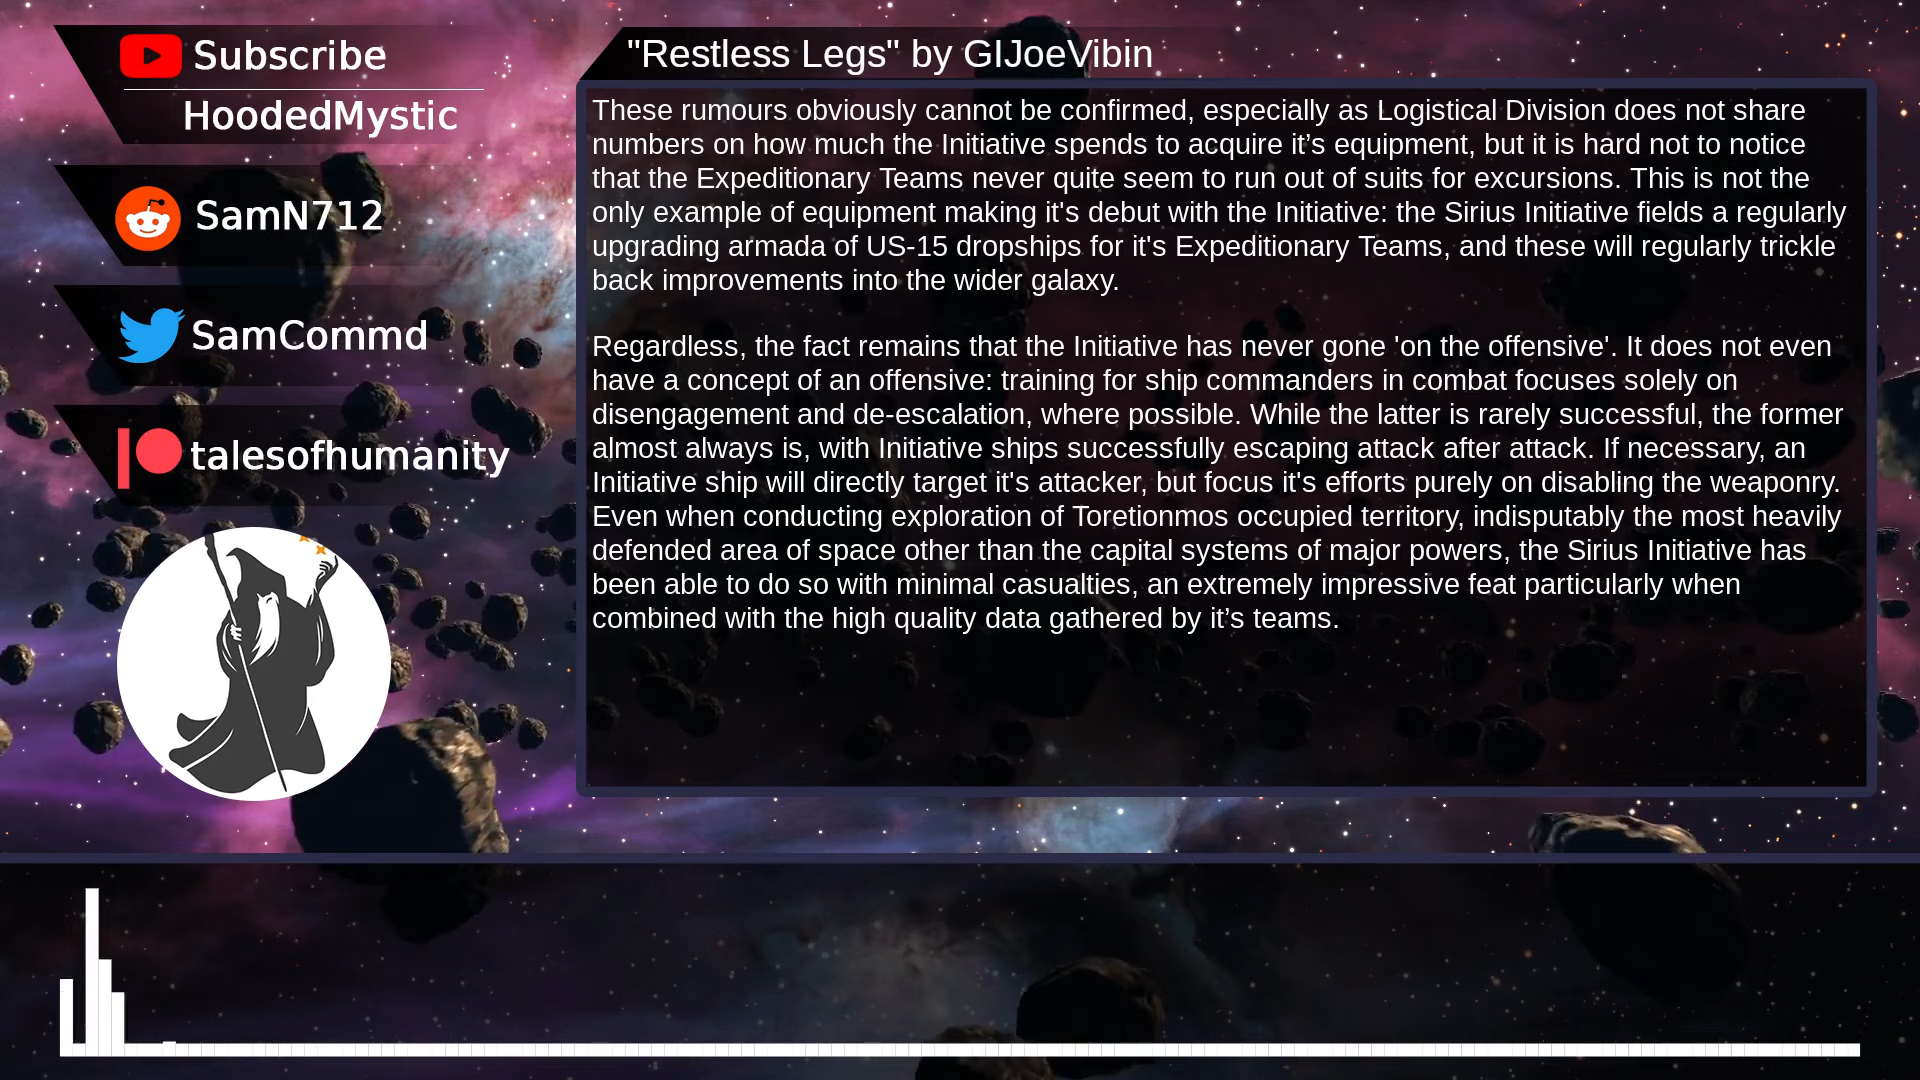 Subscribe
HoodedMystic
SamN712
SamCommd
talesofhumanity
"Restless Legs" by GIJoeVibin
These rumours obviously cannot be confirmed, especially as Logistical Division does not share
numbers on how much the Initiative spends to acquire it’s equipment, but it is hard not to notice
that the Expeditionary Teams never quite seem to run out of suits for excursions. This is not the
only example of equipment making it's debut with the Initiative: the Sirius Initiative fields a regularly
upgrading armada of US-15 dropships for it's Expeditionary Teams, and these will regularly trickle
back improvements into the wider galaxy.
Regardless, the fact remains that the Initiative has never gone 'on the offensive'. It does not even
have a concept of an offensive: training for ship commanders in combat focuses solely on
disengagement and de-escalation, where possible. While the latter is rarely successful, the former
almost always is, with Initiative ships successfully escaping attack after attack. If necessary, an
Initiative ship will directly target it's attacker, but focus it's efforts purely on disabling the weaponry.
Even when conducting exploration of Toretionmos occupied territory, indisputably the most heavily
defended area of space other than the capital systems of major powers, the Sirius Initiative has
been able to do so with minimal casualties, an extremely impressive feat particularly when
combined with the high quality data gathered by it’s teams.